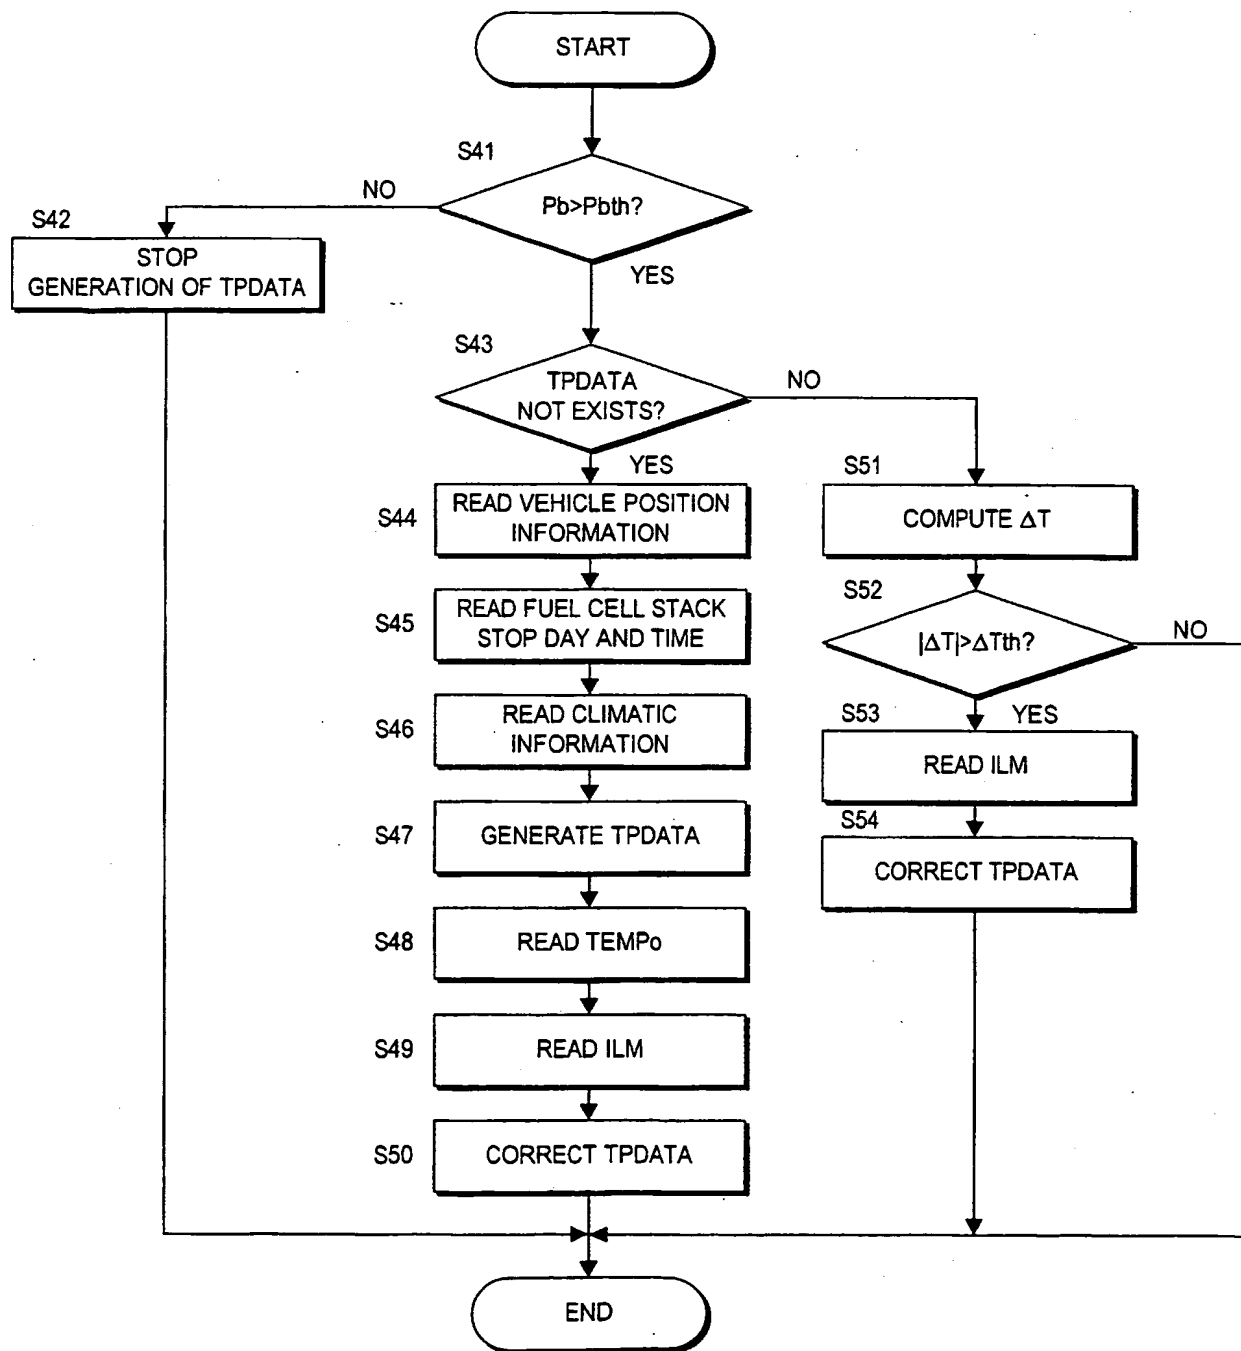 START
S41
Pb>Pbth?
NO
S42
STOP
GENERATION OF TPDATA
YES
S43
TPDATA
NOT EXISTS?
NO
YES
S44
READ VEHICLE POSITION
INFORMATION
S45
READ FUEL CELL STACK
STOP DAY AND TIME
S46
READ CLIMATIC
INFORMATION
S47
GENERATE TPDATA
S48
READ TEMPo
S49
READ ILM
S50
CORRECT TPDATA
S51
COMPUTE ΔT
S52
|ΔT|>ΔTth?
NO
S53
YES
READ ILM
S54
CORRECT TPDATA
END